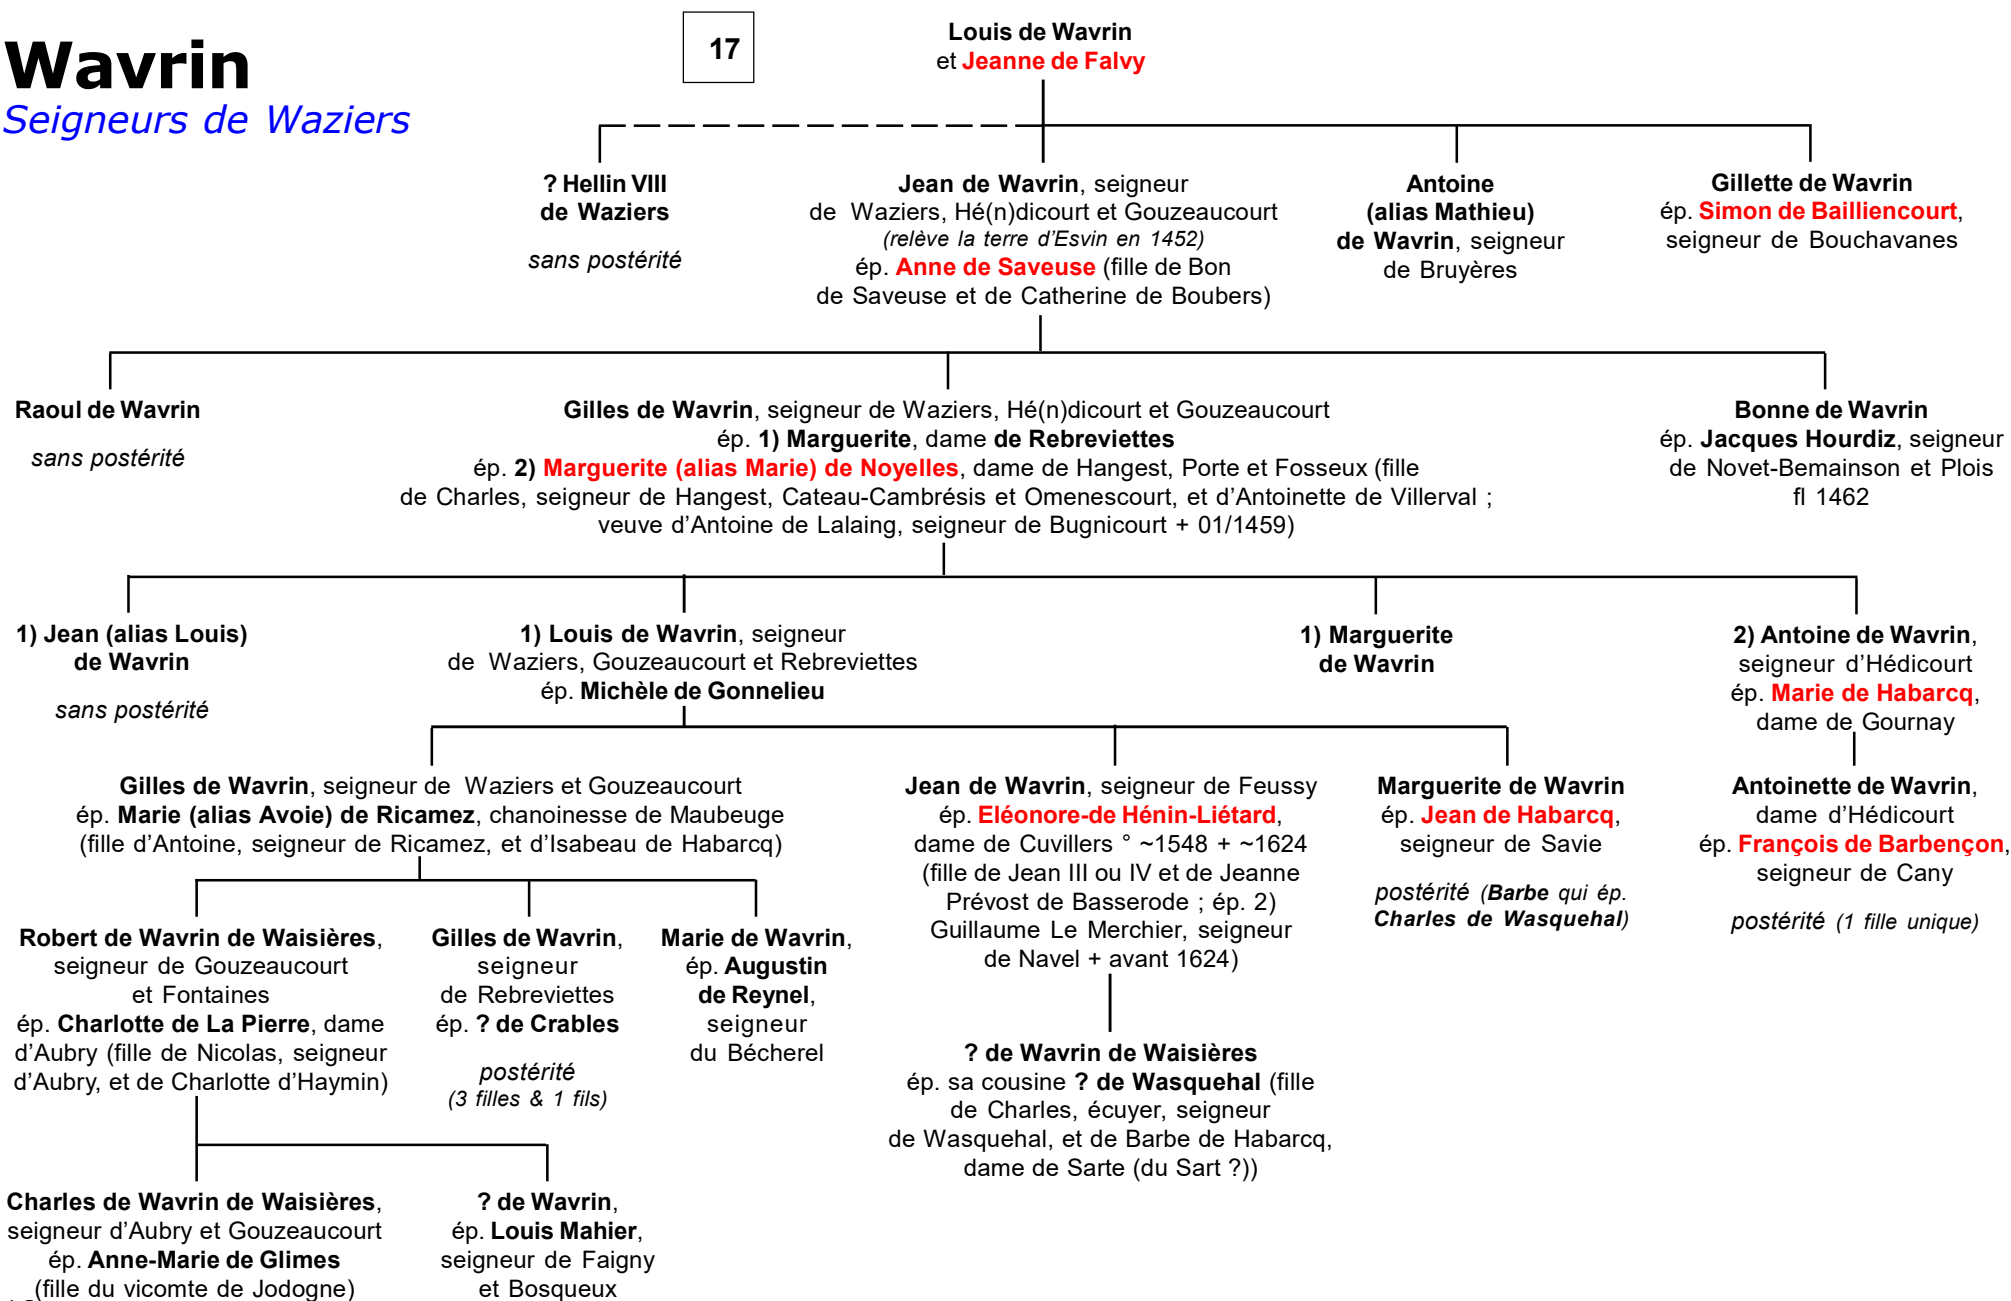 Wavrin
Seigneurs de Waziers
17
Louis de Wavrin
et Jeanne de Falvy
? Hellin VIII
de Waziers
sans postérité
Jean de Wavrin, seigneur
de Waziers, Hé(n)dicourt et Gouzeaucourt
(relève la terre d'Esvin en 1452)
ép. Anne de Saveuse (fille de Bon
de Saveuse et de Catherine de Boubers)
Antoine
(alias Mathieu)
de Wavrin, seigneur
de Bruyères
Gillette de Wavrin
ép. Simon de Bailliencourt,
seigneur de Bouchavanes
Raoul de Wavrin
sans postérité
Gilles de Wavrin, seigneur de Waziers, Hé(n)dicourt et Gouzeaucourt
ép. 1) Marguerite, dame de Rebreviettes
ép. 2) Marguerite (alias Marie) de Noyelles, dame de Hangest, Porte et Fosseux (fille
de Charles, seigneur de Hangest, Cateau-Cambrésis et Omenescourt, et d'Antoinette de Villerval ;
veuve d'Antoine de Lalaing, seigneur de Bugnicourt + 01/1459)
Bonne de Wavrin
ép. Jacques Hourdiz, seigneur
de Novet-Bemainson et Plois
fl 1462
1) Jean (alias Louis)
de Wavrin
sans postérité
1) Louis de Wavrin, seigneur
de Waziers, Gouzeaucourt et Rebreviettes
ép. Michèle de Gonnelieu
1) Marguerite
de Wavrin
2) Antoine de Wavrin,
seigneur d'Hédicourt
ép. Marie de Habarcq,
dame de Gournay
Gilles de Wavrin, seigneur de Waziers et Gouzeaucourt
ép. Marie (alias Avoie) de Ricamez, chanoinesse de Maubeuge
(fille d'Antoine, seigneur de Ricamez, et d'Isabeau de Habarcq)
Jean de Wavrin, seigneur de Feussy
ép. Eléonore-de Hénin-Liétard,
dame de Cuvillers ° ~1548 + ~1624
(fille de Jean III ou IV et de Jeanne
Prévost de Basserode ; ép. 2)
Guillaume Le Merchier, seigneur
de Navel + avant 1624)
Marguerite de Wavrin
ép. Jean de Habarcq,
seigneur de Savie
postérité (Barbe qui ép.
Charles de Wasquehal)
Antoinette de Wavrin,
dame d'Hédicourt
ép. François de Barbençon,
seigneur de Cany
postérité (1 fille unique)
Robert de Wavrin de Waisières,
seigneur de Gouzeaucourt
et Fontaines
ép. Charlotte de La Pierre, dame
d'Aubry (fille de Nicolas, seigneur
d'Aubry, et de Charlotte d'Haymin)
Gilles de Wavrin,
seigneur
de Rebreviettes
ép. ? de Crables
postérité
(3 filles & 1 fils)
Marie de Wavrin,
ép. Augustin
de Reynel,
seigneur
du Bécherel
? de Wavrin de Waisières
ép. sa cousine ? de Wasquehal (fille
de Charles, écuyer, seigneur
de Wasquehal, et de Barbe de Habarcq,
dame de Sarte (du Sart ?))
Charles de Wavrin de Waisières,
seigneur d'Aubry et Gouzeaucourt
ép. Anne-Marie de Glimes
(fille du vicomte de Jodogne)
? de Wavrin,
ép. Louis Mahier,
seigneur de Faigny
et Bosqueux